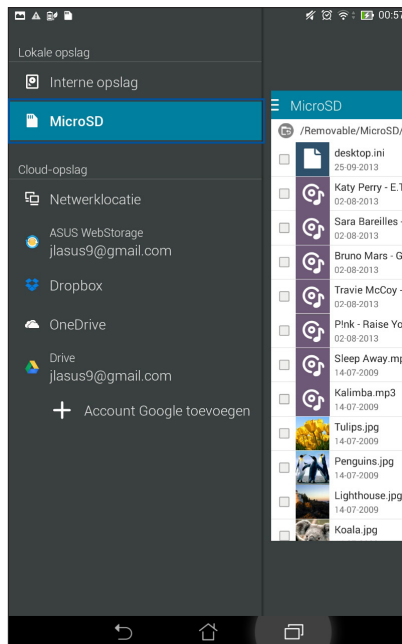 00:57
Lokale opslag
Interne opslag
MicroSD
Cloud-opslag
Netwerklocatie
ASUS WebStorage
jlasus9@gmail.com
Dropbox
OneDrive
Drive
jlasus9@gmail.com
Account Google toevoegen
MicroSD
/Removable/MicroSD/
desktop.ini
25-09-2013
Katy Perry - E.T
02-08-2013
Sara Bareilles -
02-08-2013
Bruno Mars - G
02-08-2013
Travie McCoy -
02-08-2013
P!nk - Raise Yo
02-08-2013
Sleep Away.mp
14-07-2009
Kalimba.mp3
14-07-2009
Tulips.jpg
14-07-2009
Penguins.jpg
14-07-2009
Lighthouse.jpg
14-07-2009
Koala.jpg